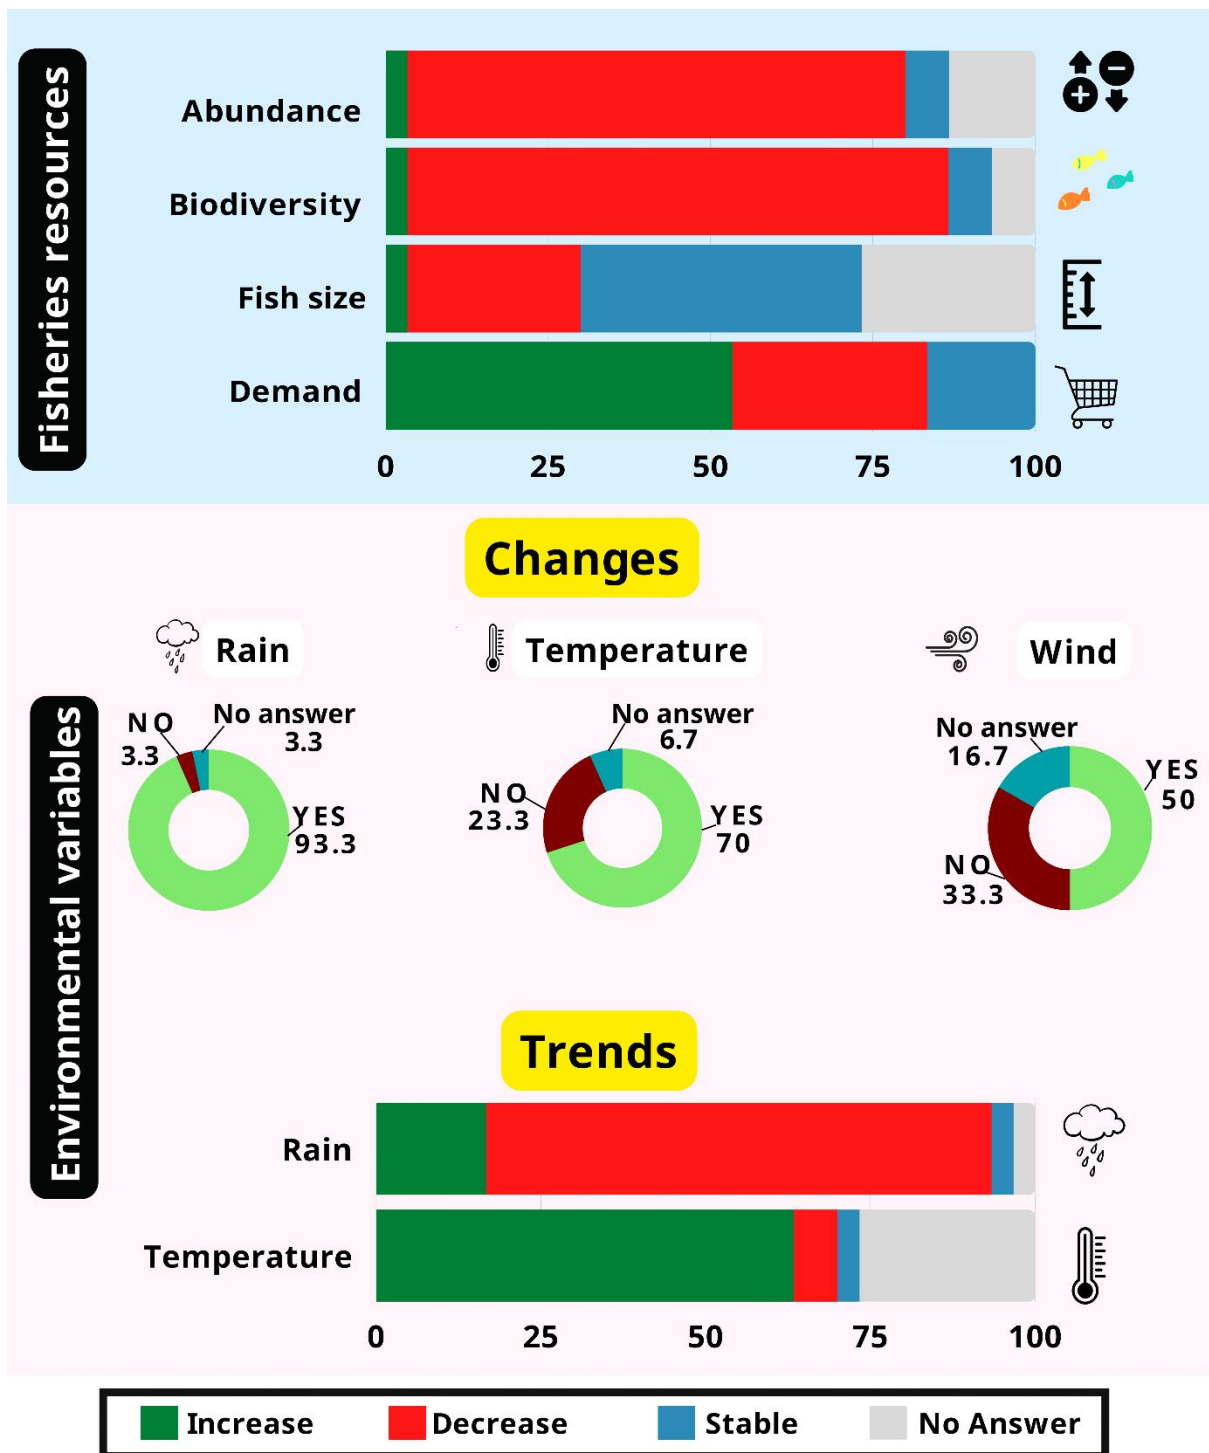 Fisheries resources
Abundance
Biodiversity
Fish size
Demand
0 25 50 75 100
Changes
Rain
Temperature
Wind
Environmental variables
NO
3.3
No answer
3.3
YES
93.3
No answer
6.7
NO
23.3
YES
70
No answer
16.7
YES
50
NO
33.3
Trends
Rain
Temperature
0 25 50 75 100
Increase Decrease Stable No Answer